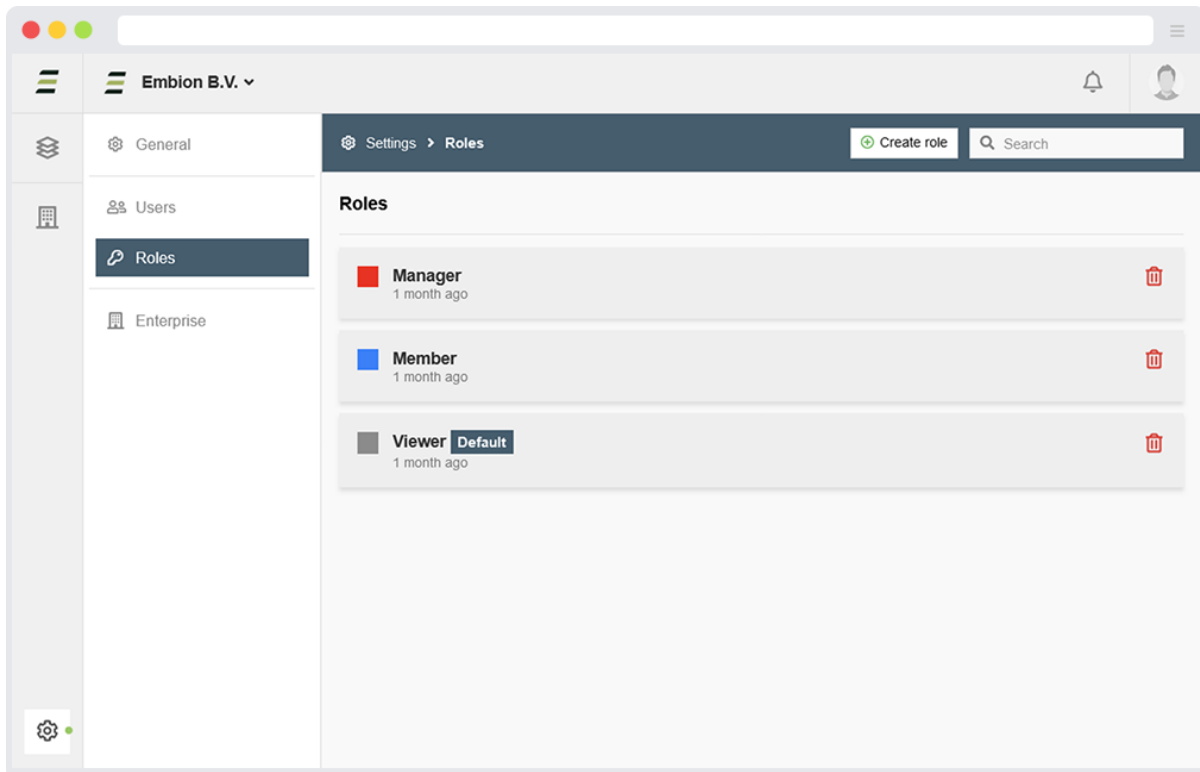 Embion B.V.
General
Users
Roles
Enterprise
Settings > Roles
Create role
Search
Roles
Manager
1 month ago
Member
1 month ago
Viewer Default
1 month ago